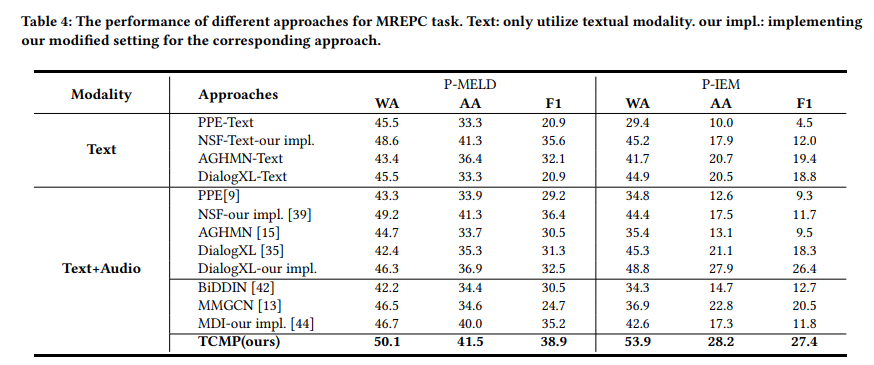 Table 4: The performance of different approaches for MREPC task. Text: only utilize textual modality. our impl.: implementing
our modified setting for the corresponding approach.
Modality Approaches P-MELD P-IEM
WA AA F1 WA AA F1
Text
PPE-Text 45.5 33.3 20.9 29.4 10.0 4.5
NSF-Text-our impl. 48.6 41.3 35.6 45.2 17.9 12.0
AGHMN-Text 43.4 36.4 32.1 41.7 20.7 19.4
DialogXL-Text 45.5 33.3 20.9 44.9 20.5 18.8
Text+Audio
PPE[9] 43.3 33.9 29.2 34.8 12.6 9.3
NSF-our impl. [39] 49.2 41.3 36.4 44.4 17.5 11.7
AGHMN [15] 44.7 33.7 30.5 35.4 13.1 9.5
DialogXL [35] 42.4 35.3 31.3 45.3 21.1 18.3
DialogXL-our impl. 46.3 36.9 32.5 48.8 27.9 26.4
BiDDIN [42] 42.2 34.4 30.5 34.3 14.7 12.7
MMGCN [13] 46.5 34.6 24.7 36.9 22.8 20.5
MDI-our impl. [44] 46.7 40.0 35.2 42.6 17.3 11.8
TCMP(ours) 50.1 41.5 38.9 53.9 28.2 27.4